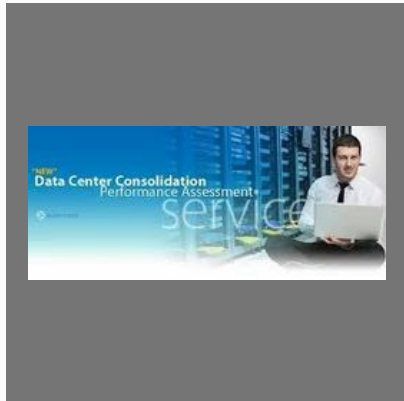 "NEW"
Data Center Consolidation
Performance Assessment
service